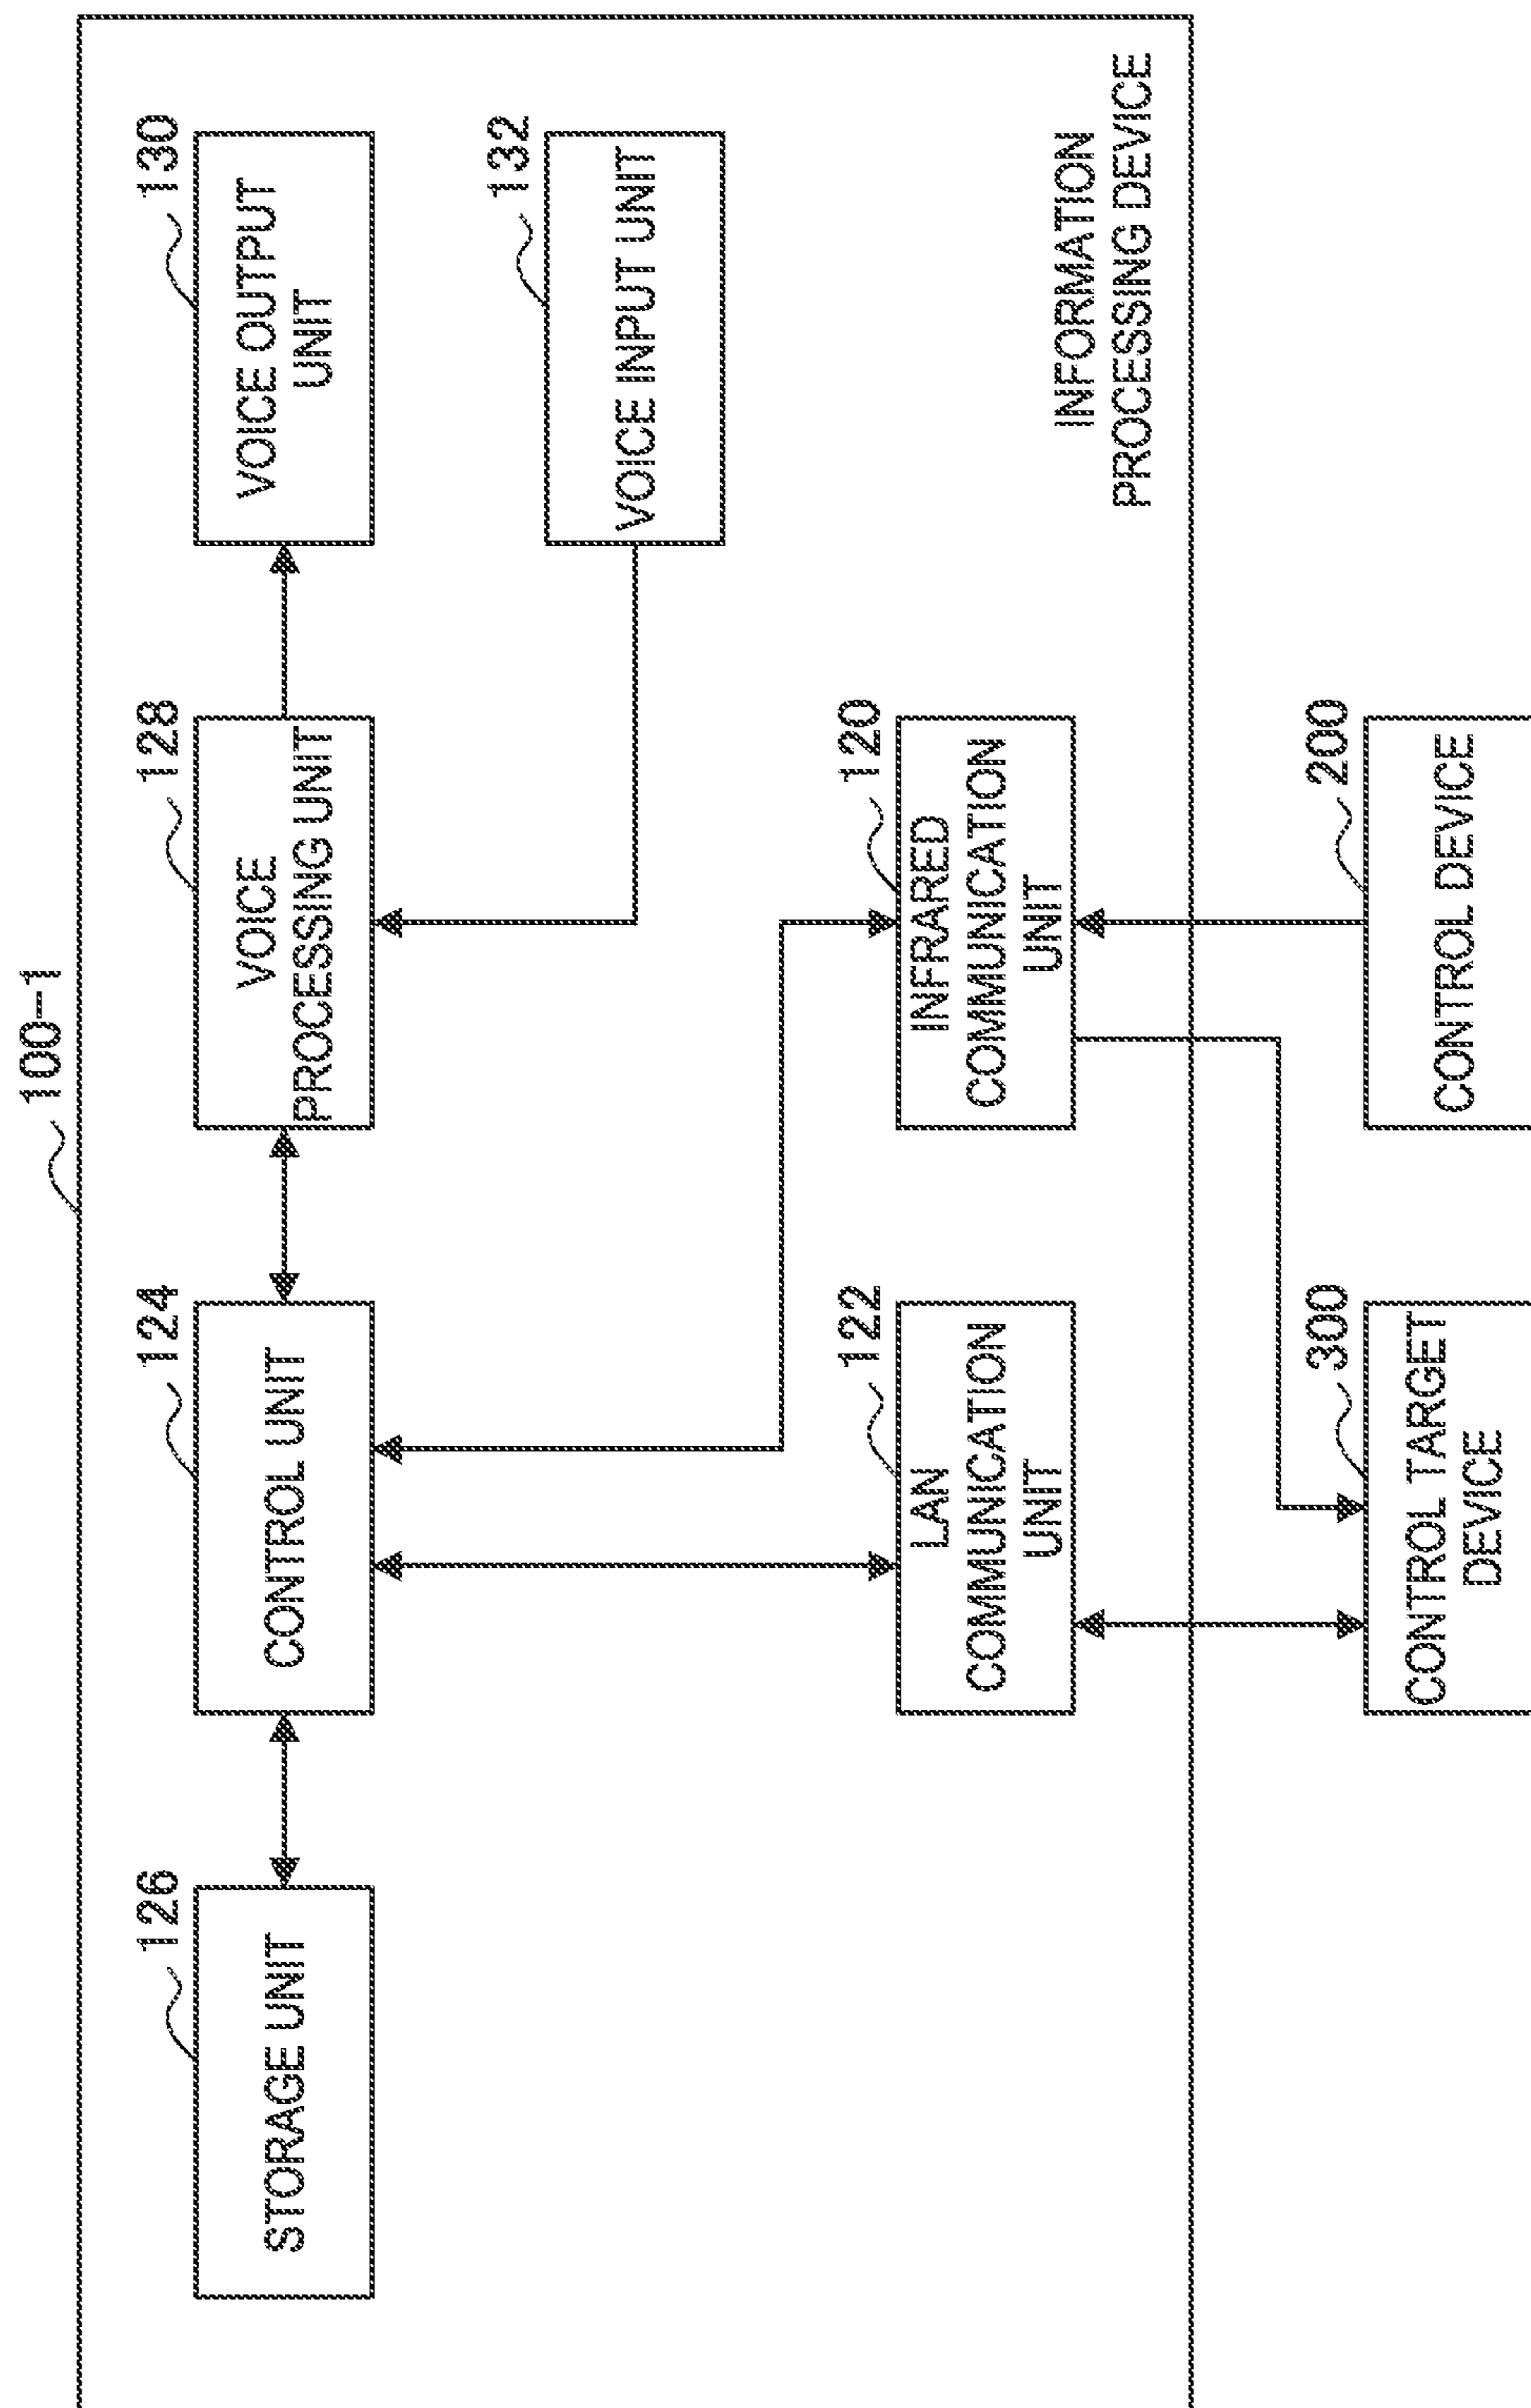 100-1
126
STORAGE UNIT
124
CONTROL UNIT
128
VOICE
PROCESSING UNIT
130
VOICE OUTPUT
UNIT
132
VOICE INPUT UNIT
122
LAN
COMMUNICATION
UNIT
120
INFRARED
COMMUNICATION
UNIT
INFORMATION
PROCESSING DEVICE
300
CONTROL TARGET
DEVICE
200
CONTROL DEVICE